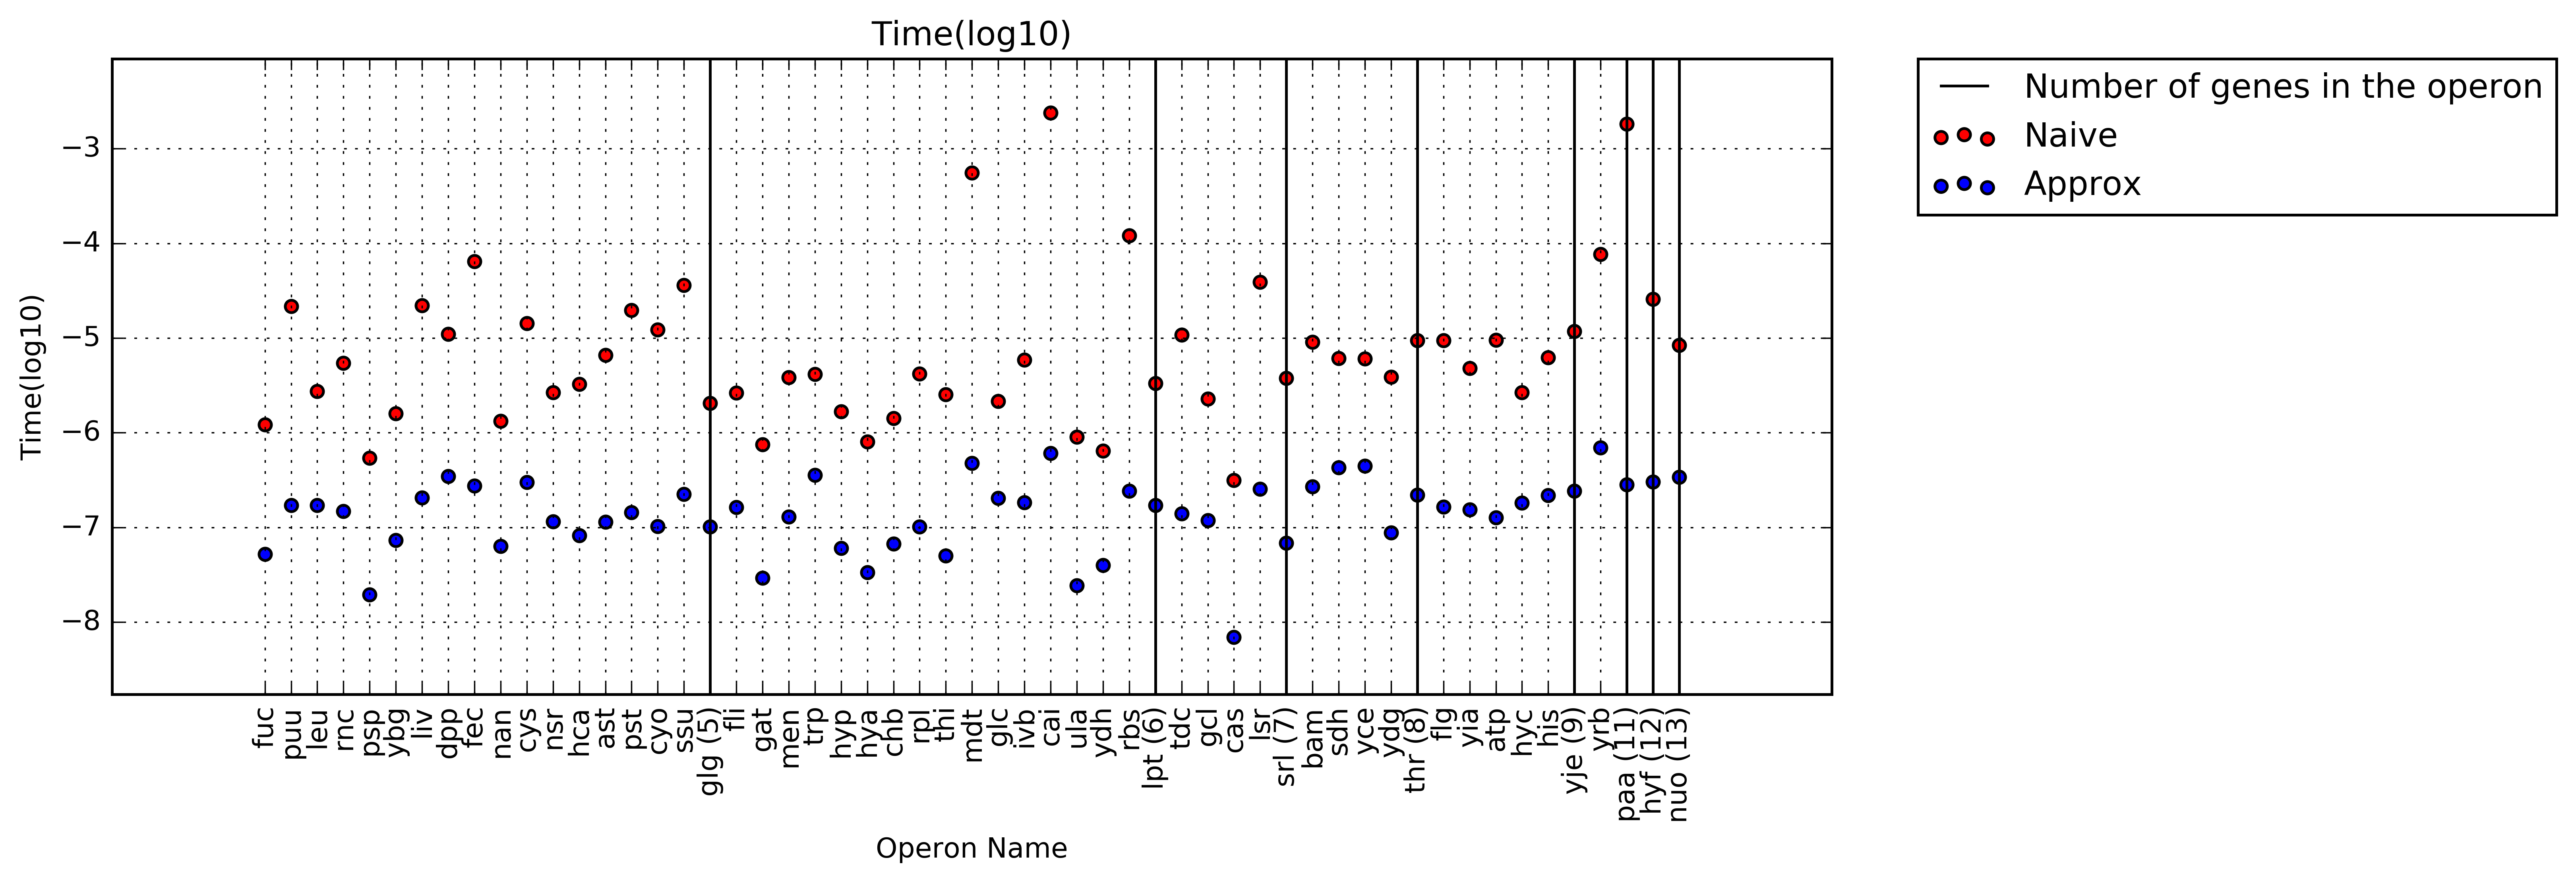 Time(log10)
Time(log10)
−3
−4
−5
−6
−7
−8
fuc
puu
leu
rnc
psp
ybg
liv
dpp
fec
nan
cys
nsr
hca
ast
pst
cyo
ssu
glg (5)
fli
gat
men
trp
hyp
hya
chb
rpl
thi
mdt
glc
ivb
cai
ula
ydh
rbs
lpt (6)
tdc
gcl
cas
lsr
srl (7)
bam
sdh
yce
ydg
thr (8)
flg
yia
atp
hyc
his
yje (9)
yrb
paa (11)
hyf (12)
nuo (13)
Operon Name
Number of genes in the operon
Naive
Approx